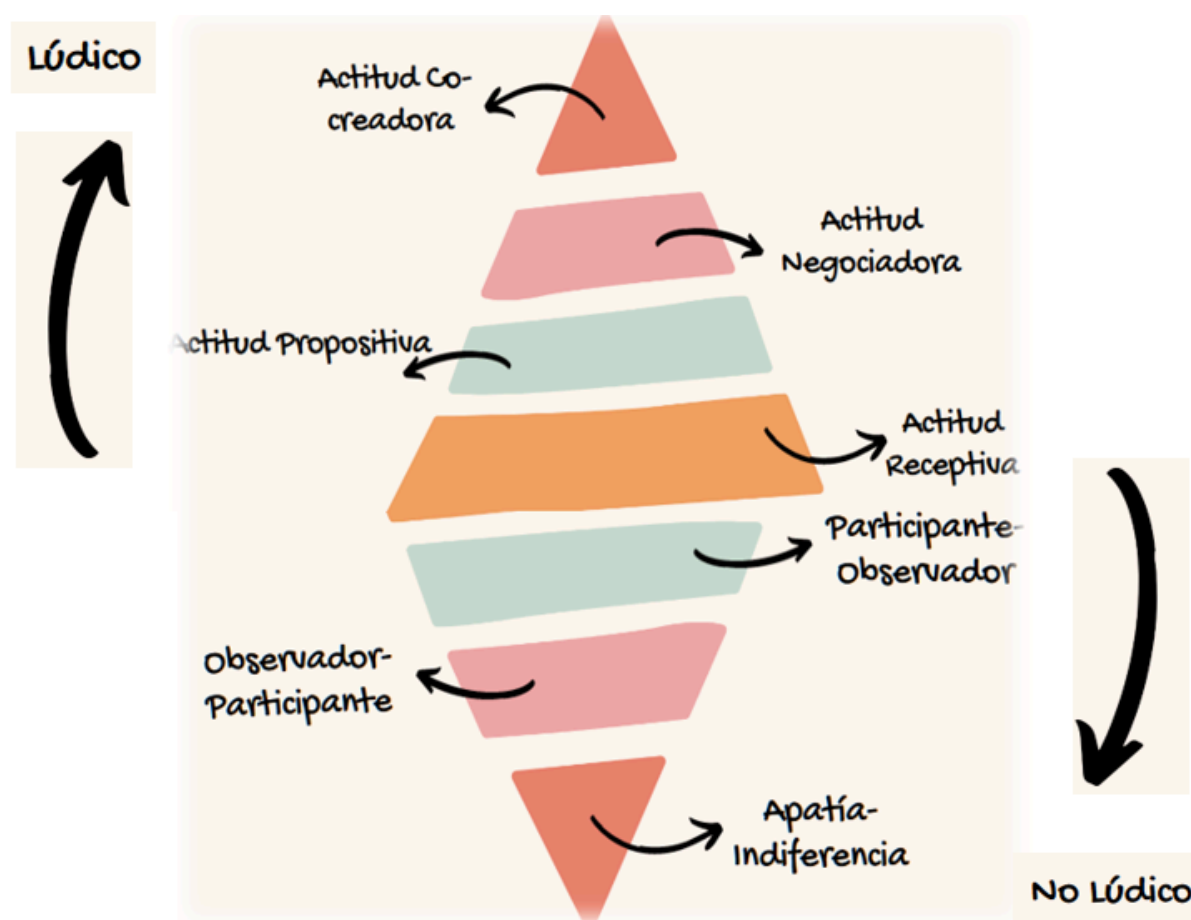 Lúdico
Actitud Co-
creadora
Actitud
Negociadora
Actitud Propositiva
Actitud
Receptiva
Participante-
Observador
Observador-
Participante
Apatía-
Indiferencia
No Lúdico